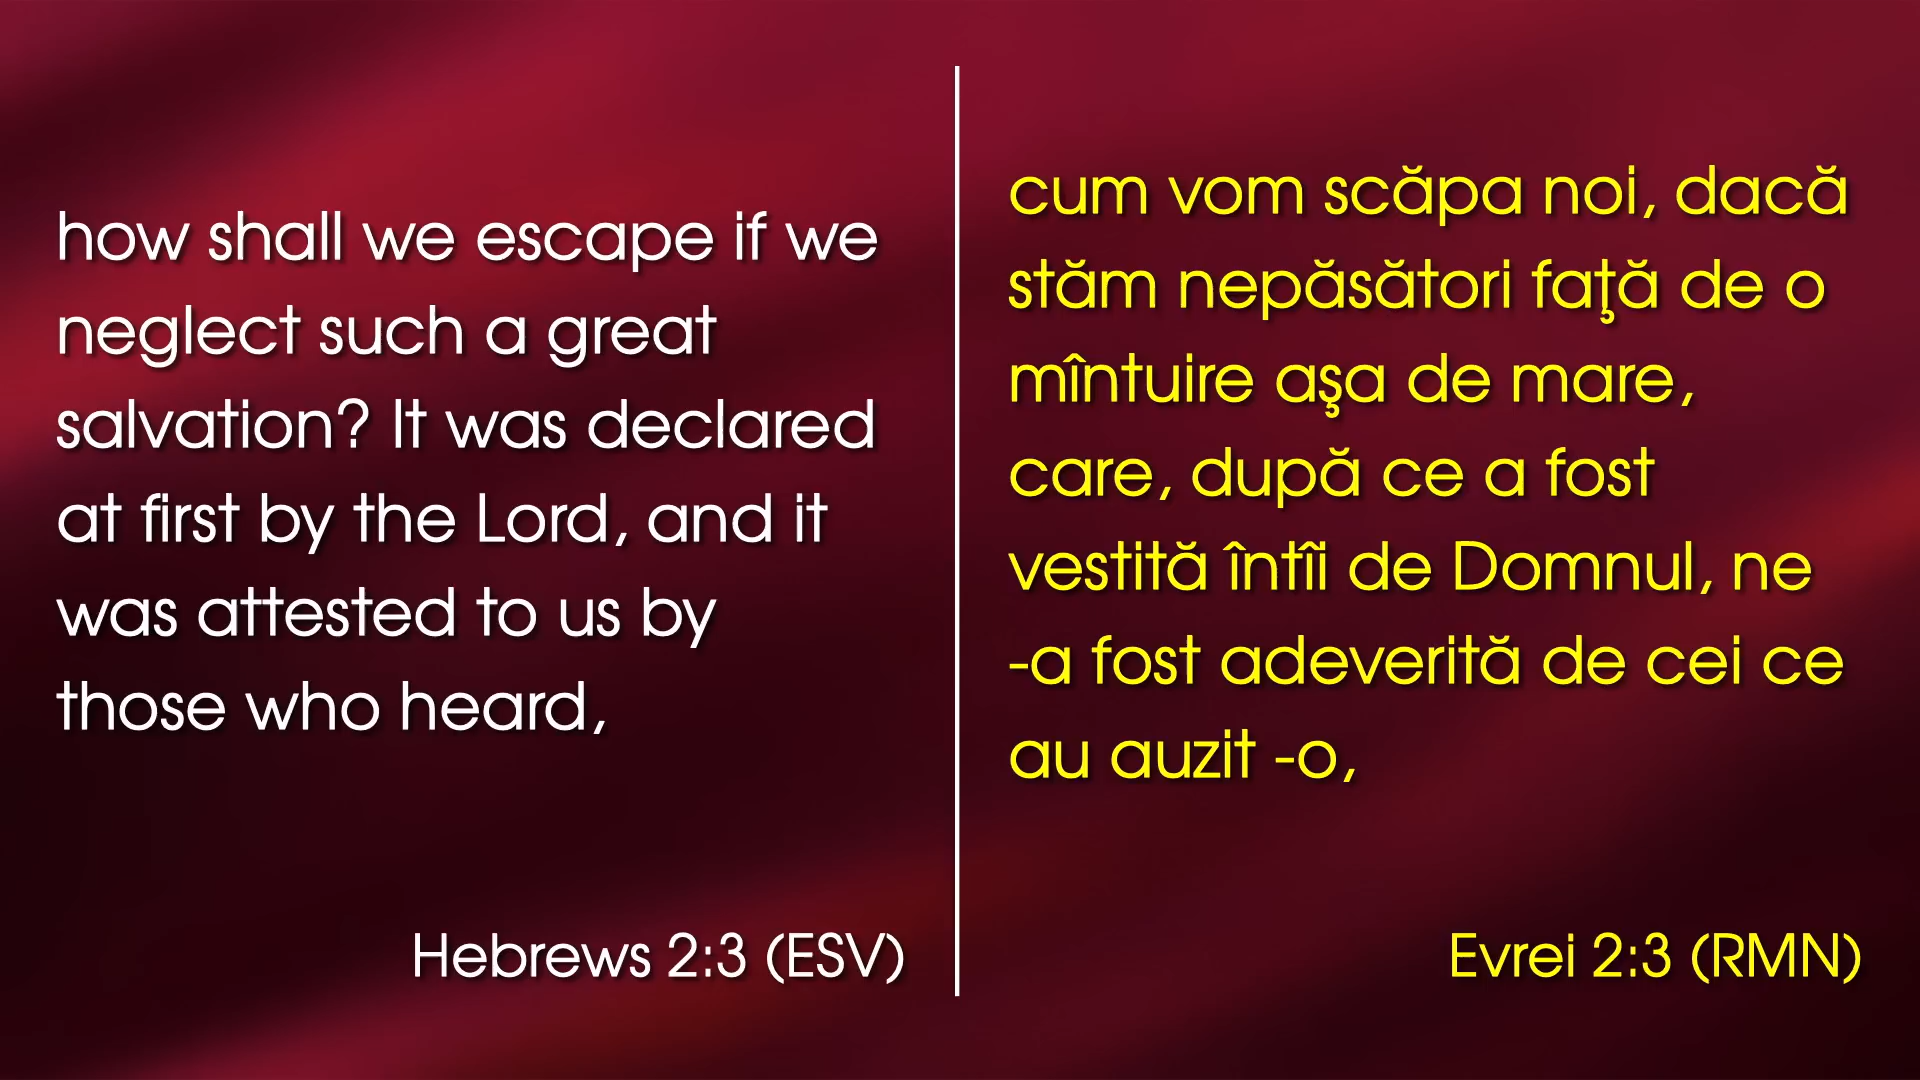 how shall we escape if we
neglect such a great
salvation? It was declared
at first by the Lord, and it
was attested to us by
those who heard,
Hebrews 2:3 (ESV)
cum vom scăpa noi, dacă
stăm nepăsători faţă de o
mîntuire aşa de mare,
care, după ce a fost
vestită întîi de Domnul, ne
-a fost adeverită de cei ce
au auzit -o,
Evrei 2:3 (RMN)